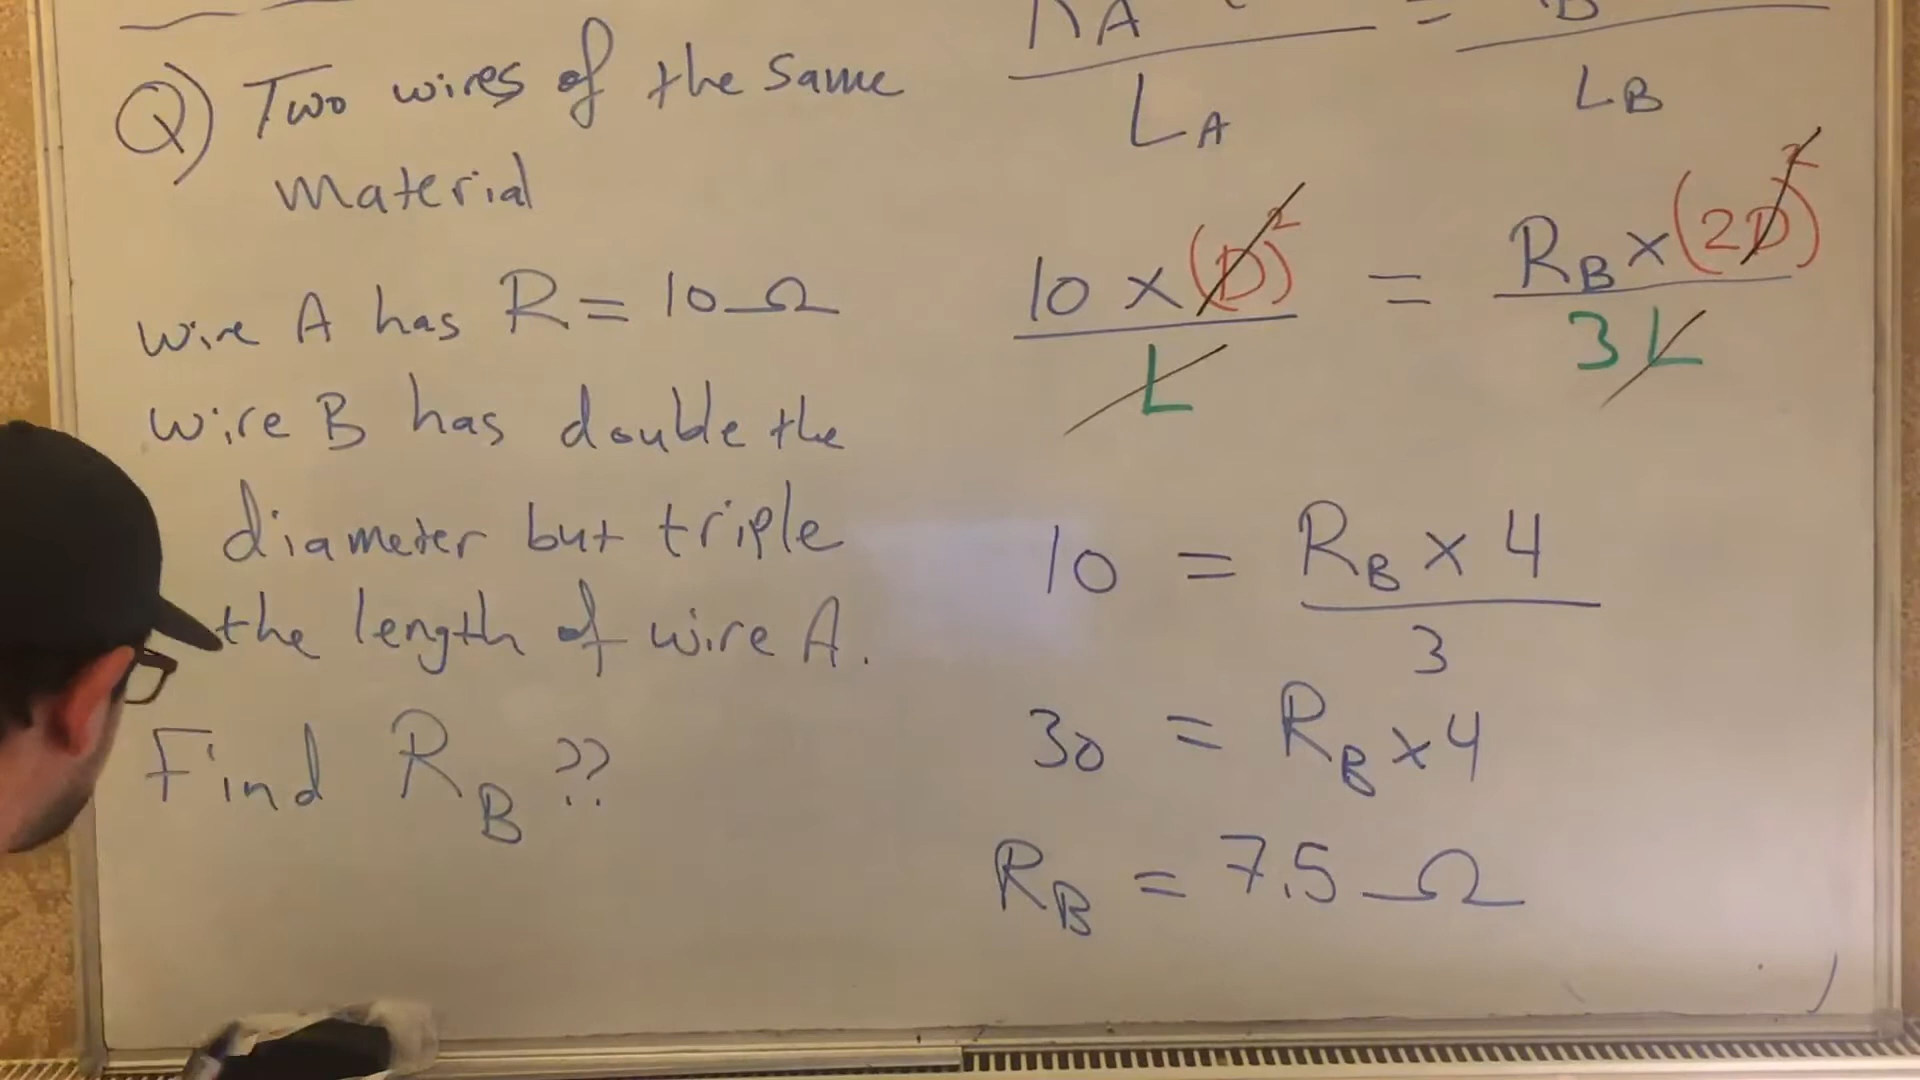 Q) Two wires of the same
material
wire A has R = 10 Ω
wire B has double the
diameter but triple
the length of wire A.
Find R_B ??
A = B
L_A L_B
10 × (D)² = R_B × (2D)²
L 3L
10 = R_B × 4
3
30 = R_B × 4
R_B = 7.5 Ω